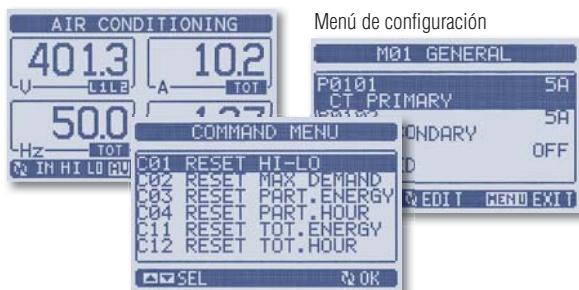 AIR CONDITIONING
401.3 10.2
V L1L2 A TOT
50.0
Hz TOT
IN HI LO AV
Menú de configuración
M01 GENERAL
P0101 5A
CT PRIMARY
5A
ONDARY
OFF
EDIT MENU EXIT
COMMAND MENU
C01 RESET HI-LO
C02 RESET MAX DEMAND
C03 RESET PART.ENERGY
C04 RESET PART.HOUR
C11 RESET TOT.ENERGY
C12 RESET TOT.HOUR
SEL OK